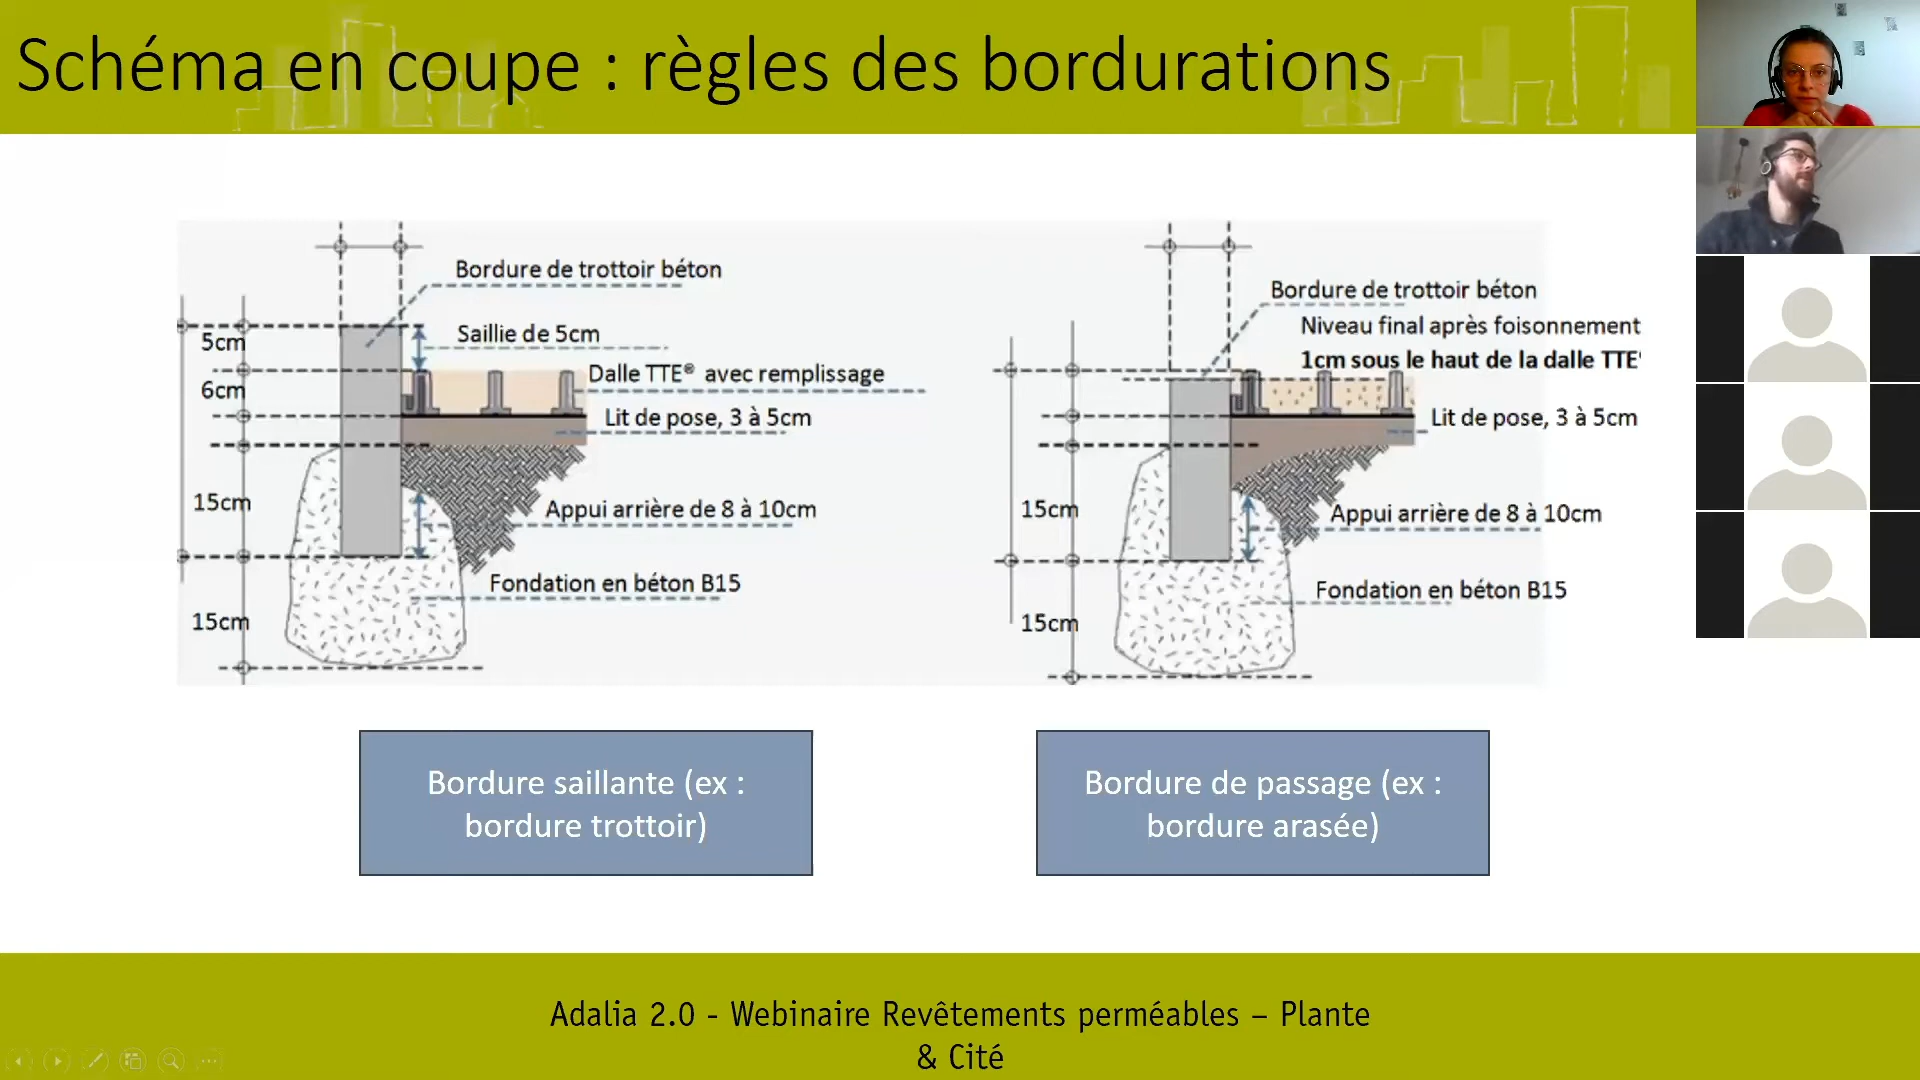 Schéma en coupe : règles des bordurations
Bordure de trottoir béton
Saillie de 5cm
5cm
Dalle TTE® avec remplissage
6cm
Lit de pose, 3 à 5cm
15cm
Appui arrière de 8 à 10cm
Fondation en béton B15
15cm
Bordure de trottoir béton
Niveau final après foisonnement
1cm sous le haut de la dalle TTE
Lit de pose, 3 à 5cm
15cm
Appui arrière de 8 à 10cm
Fondation en béton B15
15cm
Bordure saillante (ex :
bordure trottoir)
Bordure de passage (ex :
bordure arasée)
Adalia 2.0 - Webinaire Revêtements perméables – Plante
& Cité